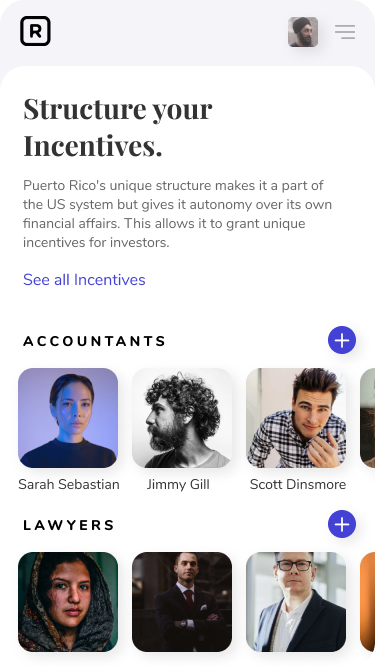 R
Structure your
Incentives.
Puerto Rico's unique structure makes it a part of
the US system but gives it autonomy over its own
financial affairs. This allows it to grant unique
incentives for investors.
See all Incentives
ACCOUNTANTS
Sarah Sebastian Jimmy Gill Scott Dinsmore
LAWYERS